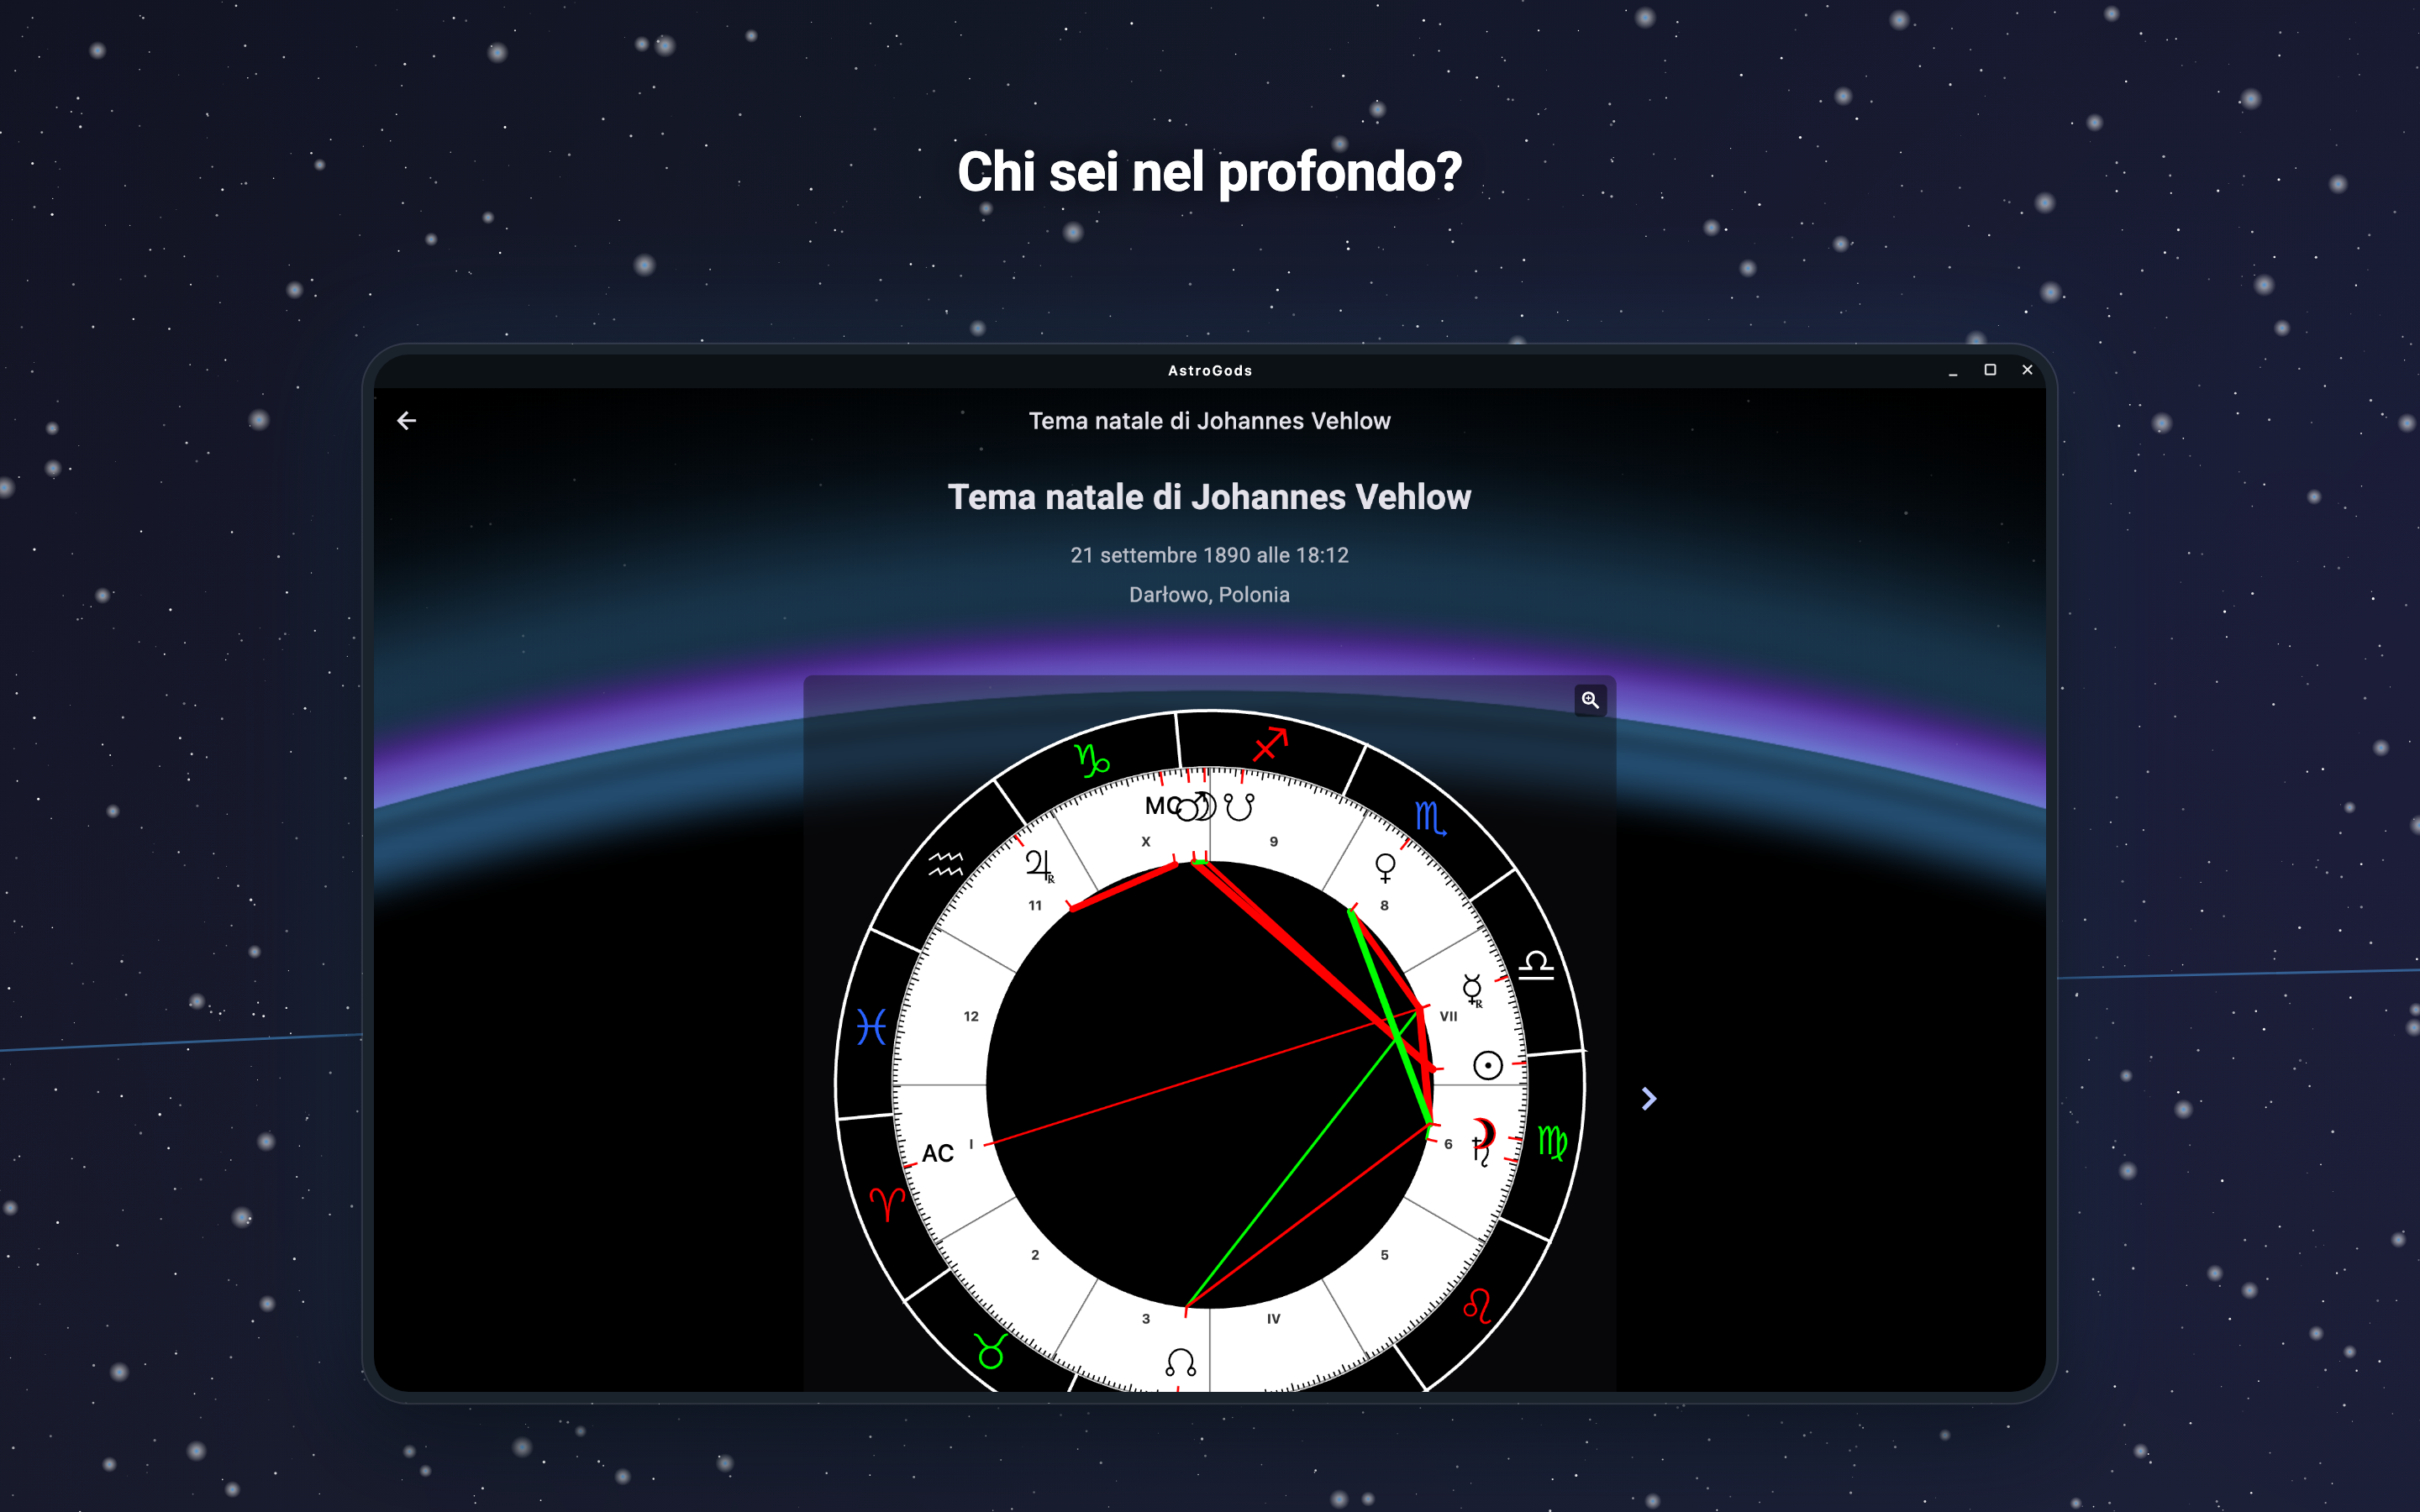 Chi sei nel profondo?
AstroGods
Tema natale di Johannes Vehlow
Tema natale di Johannes Vehlow
21 settembre 1890 alle 18:12
Darłowo, Polonia
MC
X
9
R
11
8
R
12
VII
AC
I
6
2
5
3
IV